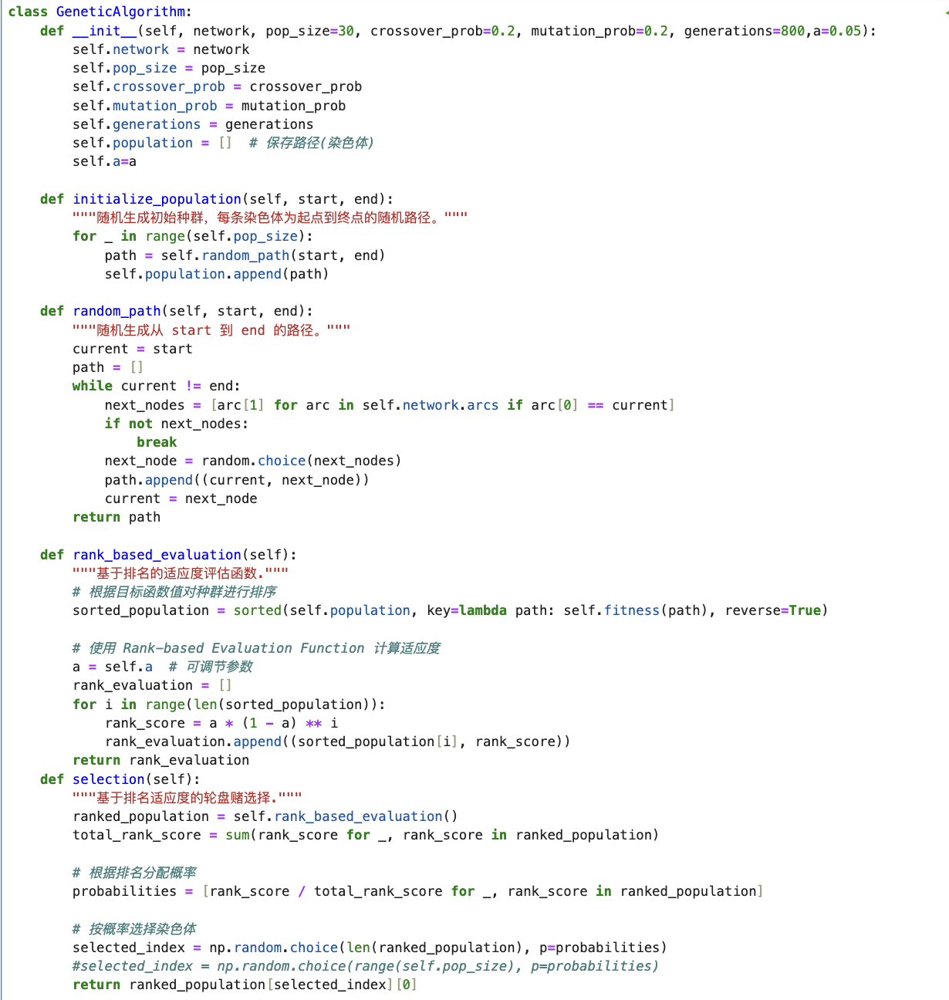 class GeneticAlgorithm:
    def __init__(self, network, pop_size=30, crossover_prob=0.2, mutation_prob=0.2, generations=800,a=0.05):
        self.network = network
        self.pop_size = pop_size
        self.crossover_prob = crossover_prob
        self.mutation_prob = mutation_prob
        self.generations = generations
        self.population = []  # 保存路径(染色体)
        self.a=a

    def initialize_population(self, start, end):
        """随机生成初始种群，每条染色体为起点到终点的随机路径。"""
        for _ in range(self.pop_size):
            path = self.random_path(start, end)
            self.population.append(path)

    def random_path(self, start, end):
        """随机生成从 start 到 end 的路径。"""
        current = start
        path = []
        while current != end:
            next_nodes = [arc[1] for arc in self.network.arcs if arc[0] == current]
            if not next_nodes:
                break
            next_node = random.choice(next_nodes)
            path.append((current, next_node))
            current = next_node
        return path

    def rank_based_evaluation(self):
        """基于排名的适应度评估函数."""
        # 根据目标函数值对种群进行排序
        sorted_population = sorted(self.population, key=lambda path: self.fitness(path), reverse=True)

        # 使用 Rank-based Evaluation Function 计算适应度
        a = self.a  # 可调节参数
        rank_evaluation = []
        for i in range(len(sorted_population)):
            rank_score = a * (1 - a) ** i
            rank_evaluation.append((sorted_population[i], rank_score))
        return rank_evaluation
    def selection(self):
        """基于排名适应度的轮盘赌选择."""
        ranked_population = self.rank_based_evaluation()
        total_rank_score = sum(rank_score for _, rank_score in ranked_population)

        # 根据排名分配概率
        probabilities = [rank_score / total_rank_score for _, rank_score in ranked_population]

        # 按概率选择染色体
        selected_index = np.random.choice(len(ranked_population), p=probabilities)
        #selected_index = np.random.choice(range(self.pop_size), p=probabilities)
        return ranked_population[selected_index][0]